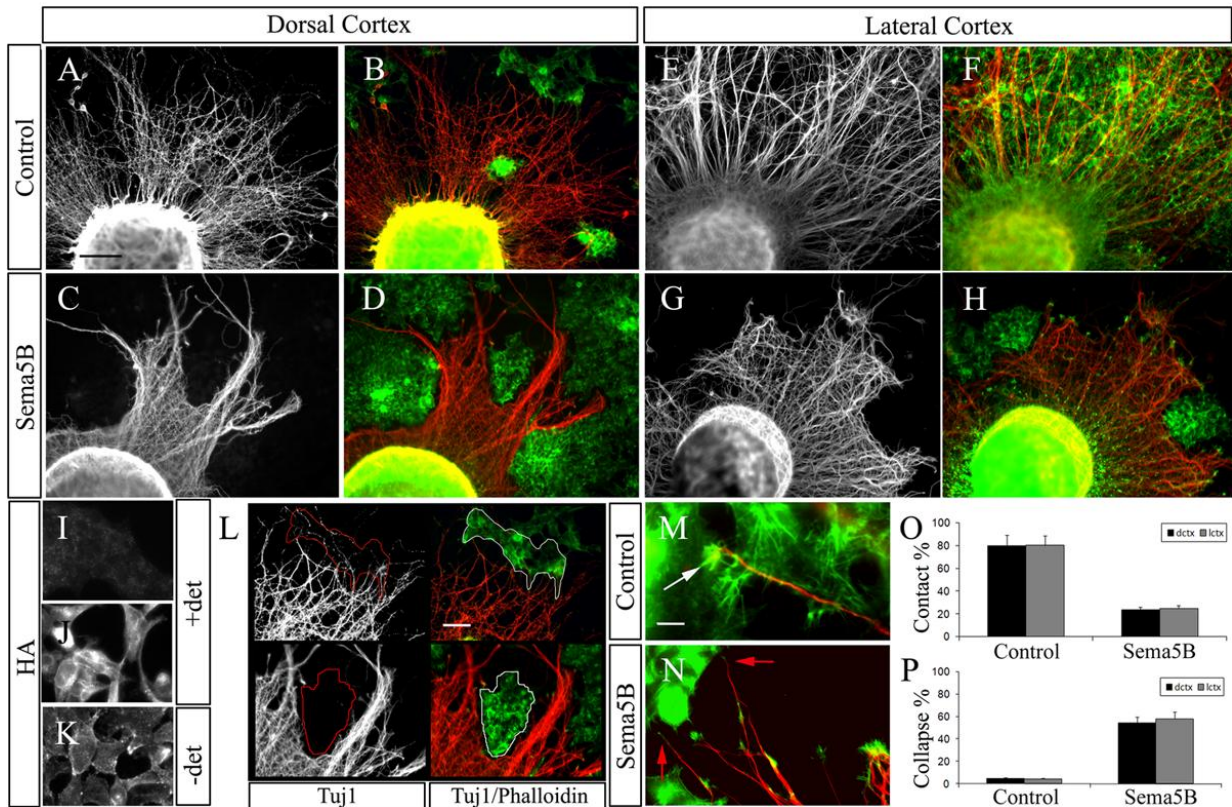 Dorsal Cortex
Lateral Cortex
Control
A
B
E
F
Sema5B
C
D
G
H
HA
I
J
K
+det
-det
L
Tuj1
Tuj1/Phalloidin
Control
M
Sema5B
N
O
Contact %
100
80
60
40
20
0
dctx
lctx
Control
Sema5B
P
Collapse %
100
80
60
40
20
0
dctx
lctx
Control
Sema5B